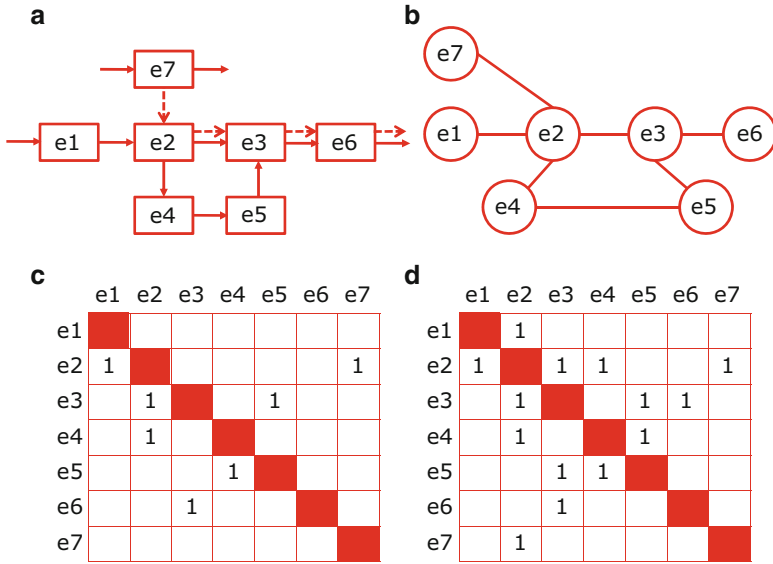 a
e7
e1 e2 e3 e6
e4 e5
b
e7
e1 e2 e3 e6
e4 e5
c
e1 e2 e3 e4 e5 e6 e7
e1
e2 1 1
e3 1 1
e4 1
e5 1
e6 1
e7
d
e1 e2 e3 e4 e5 e6 e7
e1 1
e2 1 1 1 1
e3 1 1 1
e4 1 1
e5 1 1
e6 1
e7 1